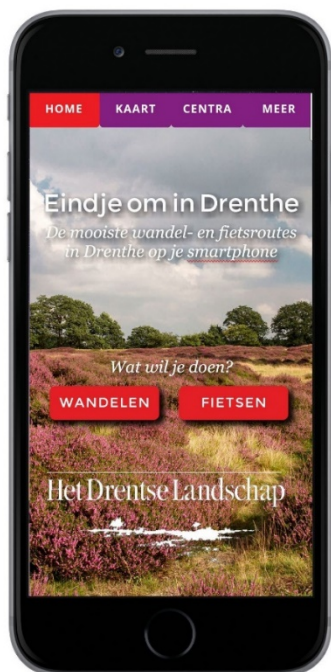 HOME KAART CENTRA MEER
Eindje om in Drenthe
De mooiste wandel- en fietsroutes
in Drenthe op je smartphone
Wat wil je doen?
WANDELEN FIETSEN
Het Drentse Landschap